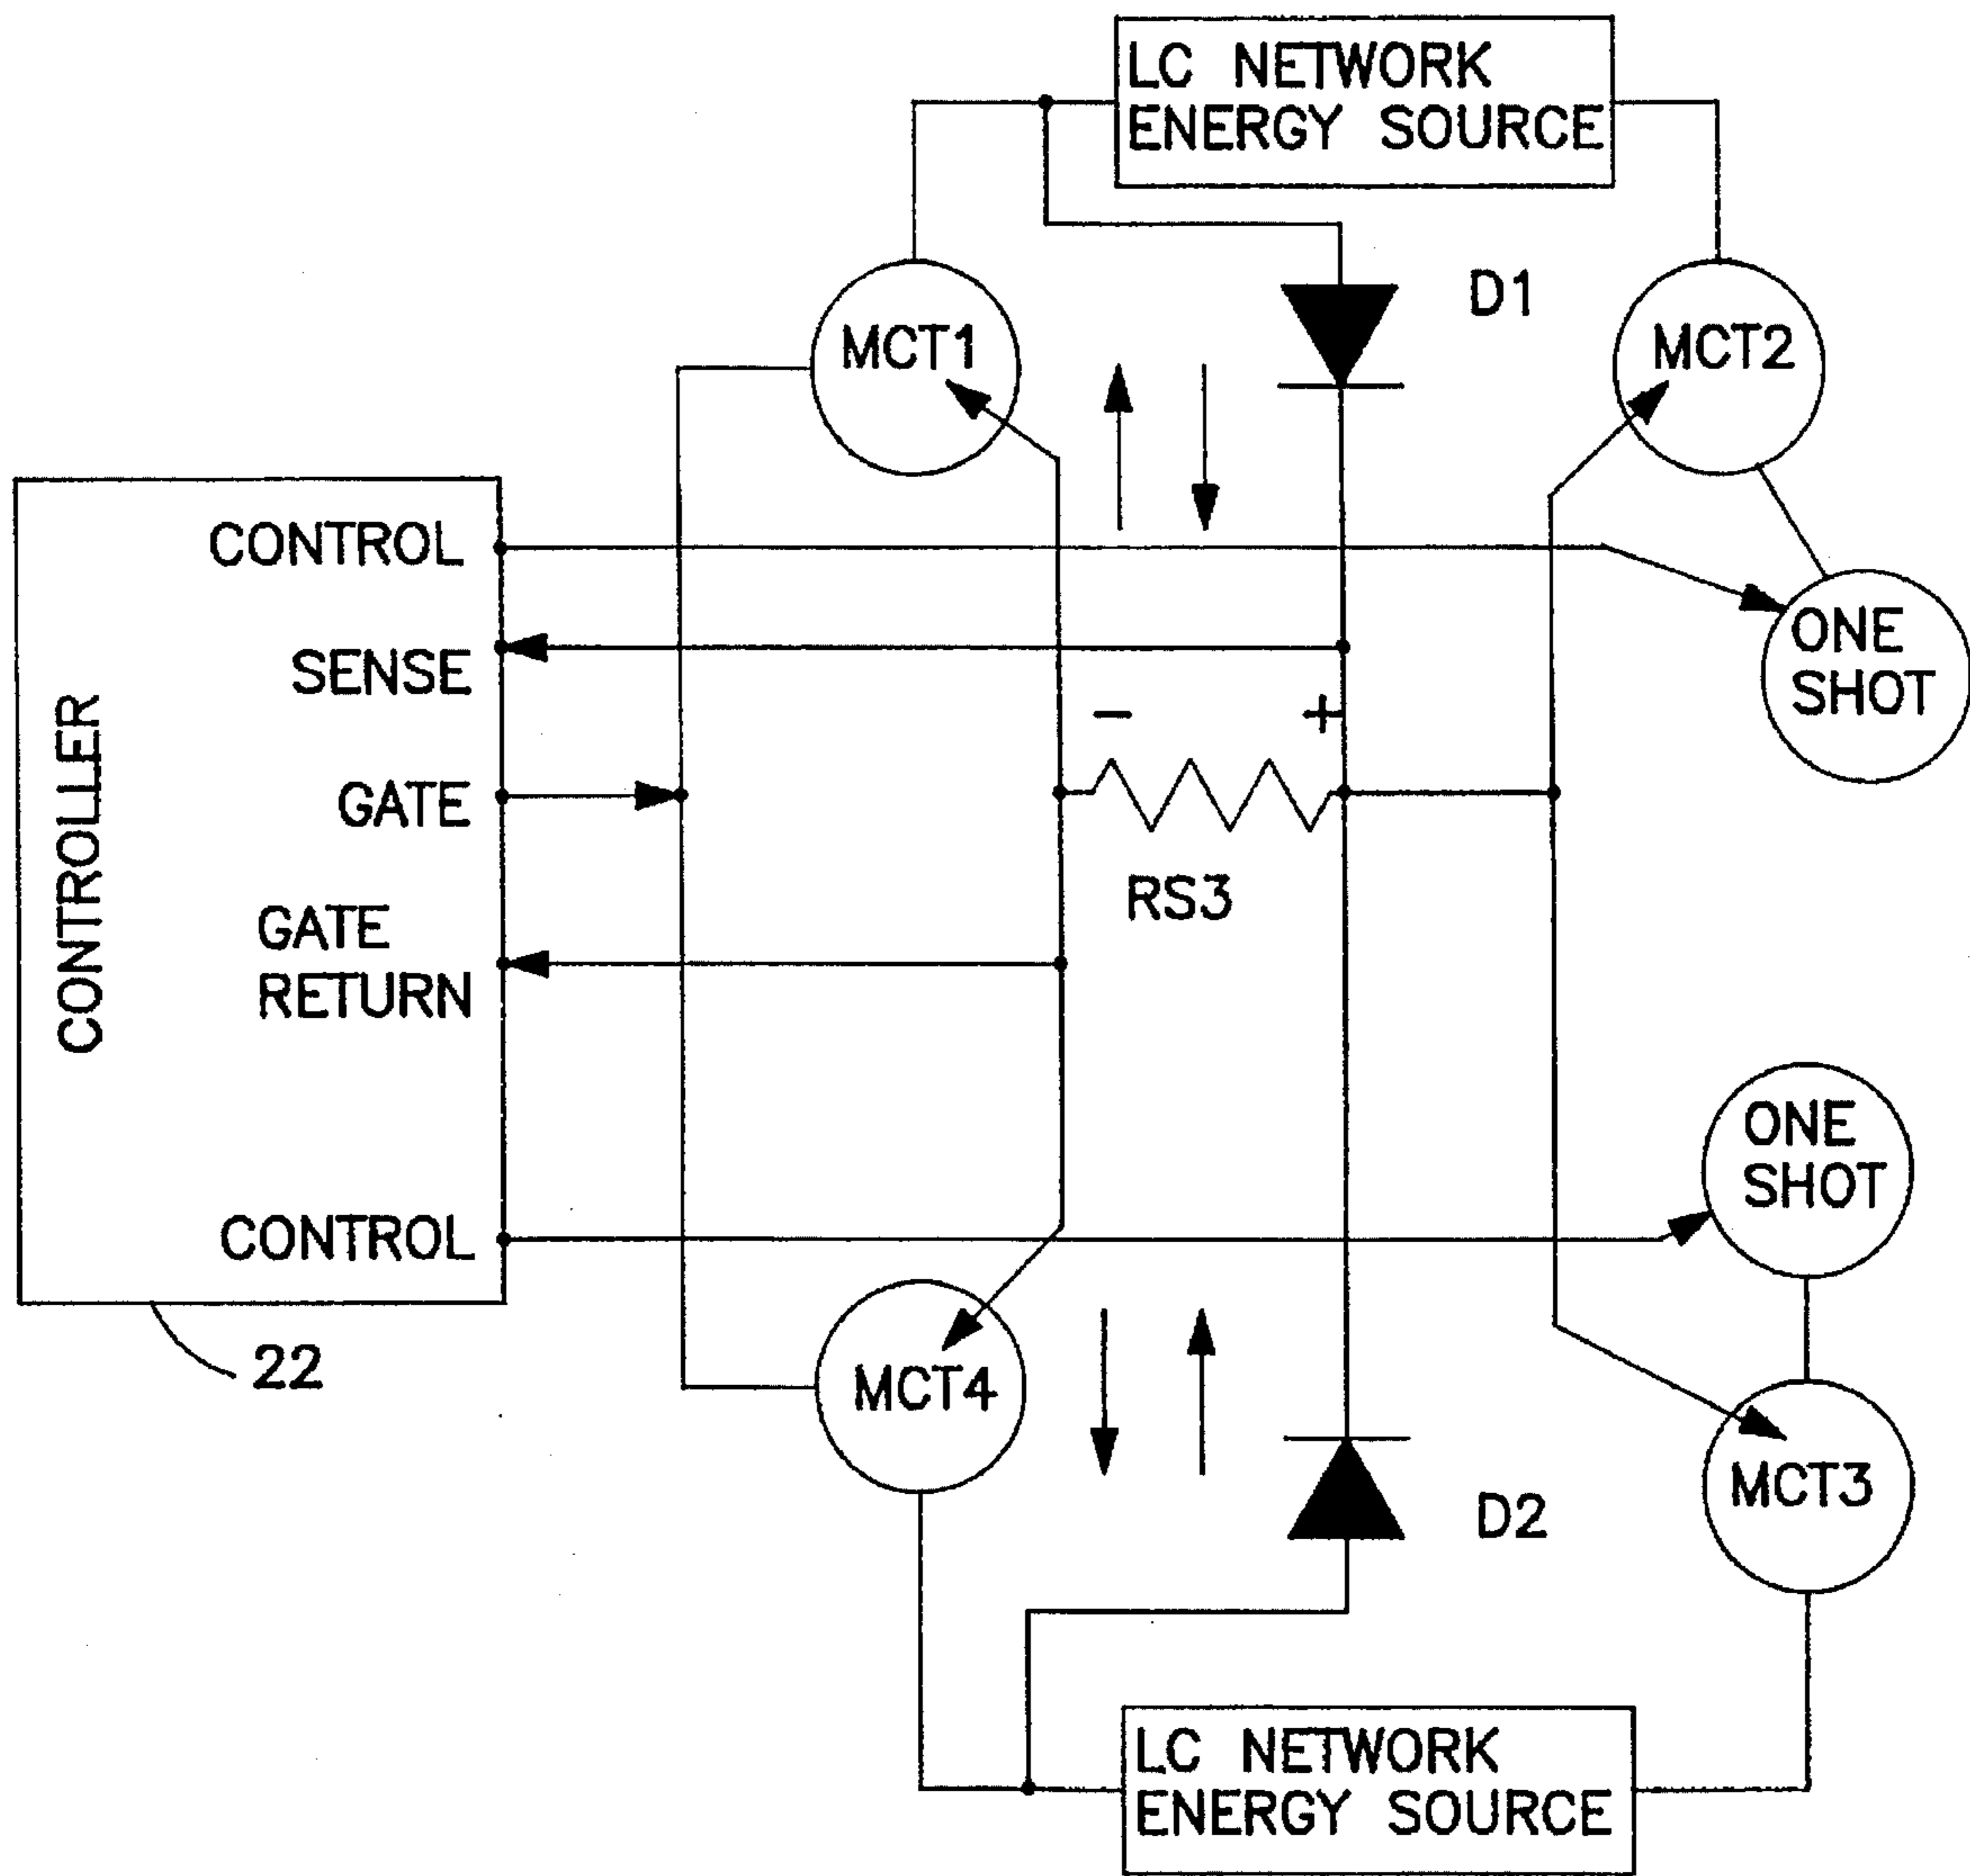 LC NETWORK
ENERGY SOURCE
D1
MCT1
MCT2
CONTROL
ONE
SHOT
SENSE
- +
CONTROLLER
GATE
RS3
GATE
RETURN
ONE
SHOT
CONTROL
22
MCT4
MCT3
D2
LC NETWORK
ENERGY SOURCE